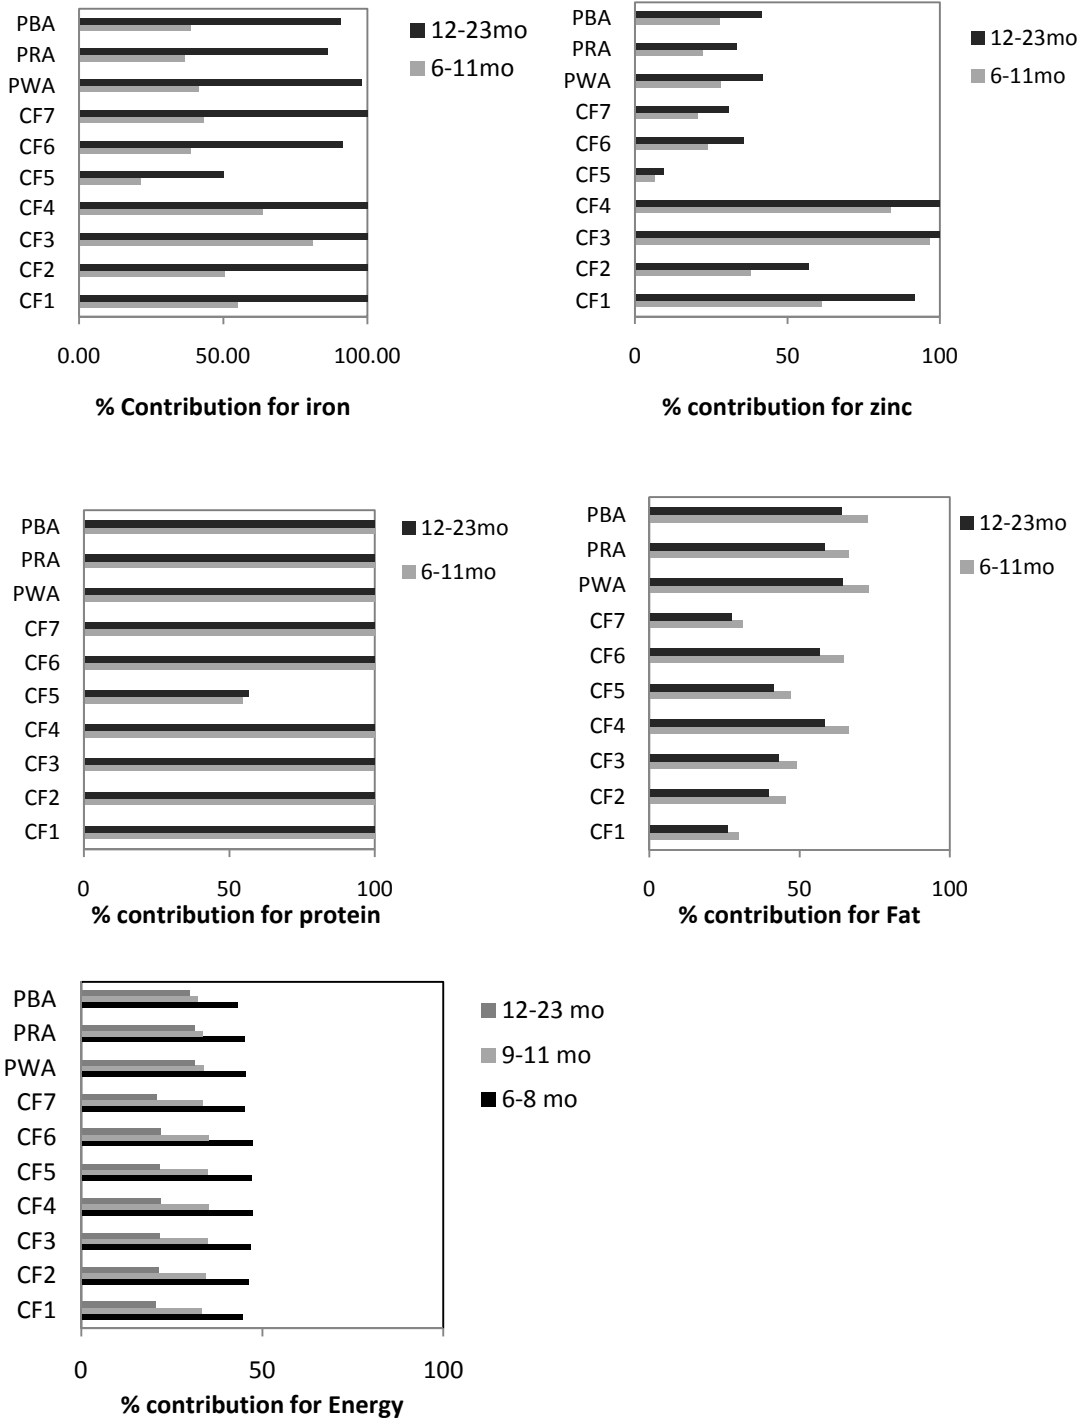 PBA
PRA
PWA
CF7
CF6
CF5
CF4
CF3
CF2
CF1
0.00 50.00 100.00
% Contribution for iron
12-23mo
6-11mo
PBA
PRA
PWA
CF7
CF6
CF5
CF4
CF3
CF2
CF1
0 50 100
% contribution for zinc
12-23mo
6-11mo
PBA
PRA
PWA
CF7
CF6
CF5
CF4
CF3
CF2
CF1
0 50 100
% contribution for protein
12-23mo
6-11mo
PBA
PRA
PWA
CF7
CF6
CF5
CF4
CF3
CF2
CF1
0 50 100
% contribution for Fat
12-23mo
6-11mo
PBA
PRA
PWA
CF7
CF6
CF5
CF4
CF3
CF2
CF1
0 50 100
% contribution for Energy
12-23 mo
9-11 mo
6-8 mo